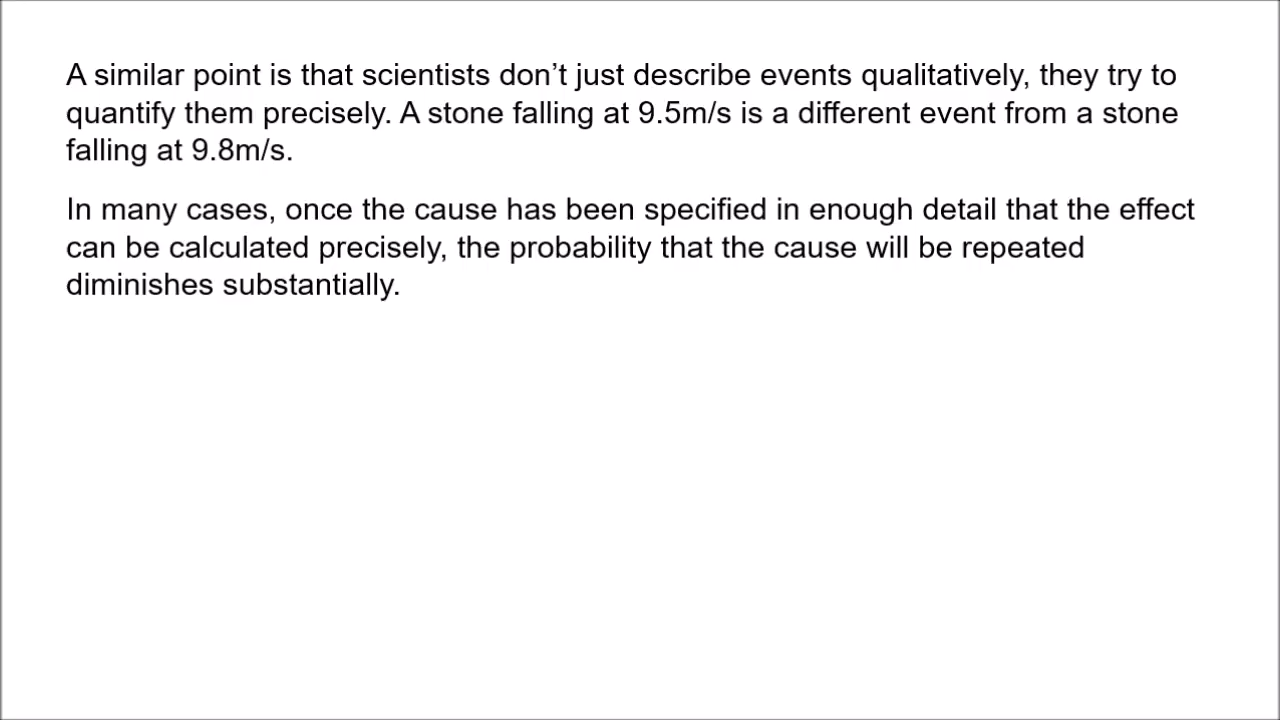 A similar point is that scientists don’t just describe events qualitatively, they try to
quantify them precisely. A stone falling at 9.5m/s is a different event from a stone
falling at 9.8m/s.
In many cases, once the cause has been specified in enough detail that the effect
can be calculated precisely, the probability that the cause will be repeated
diminishes substantially.